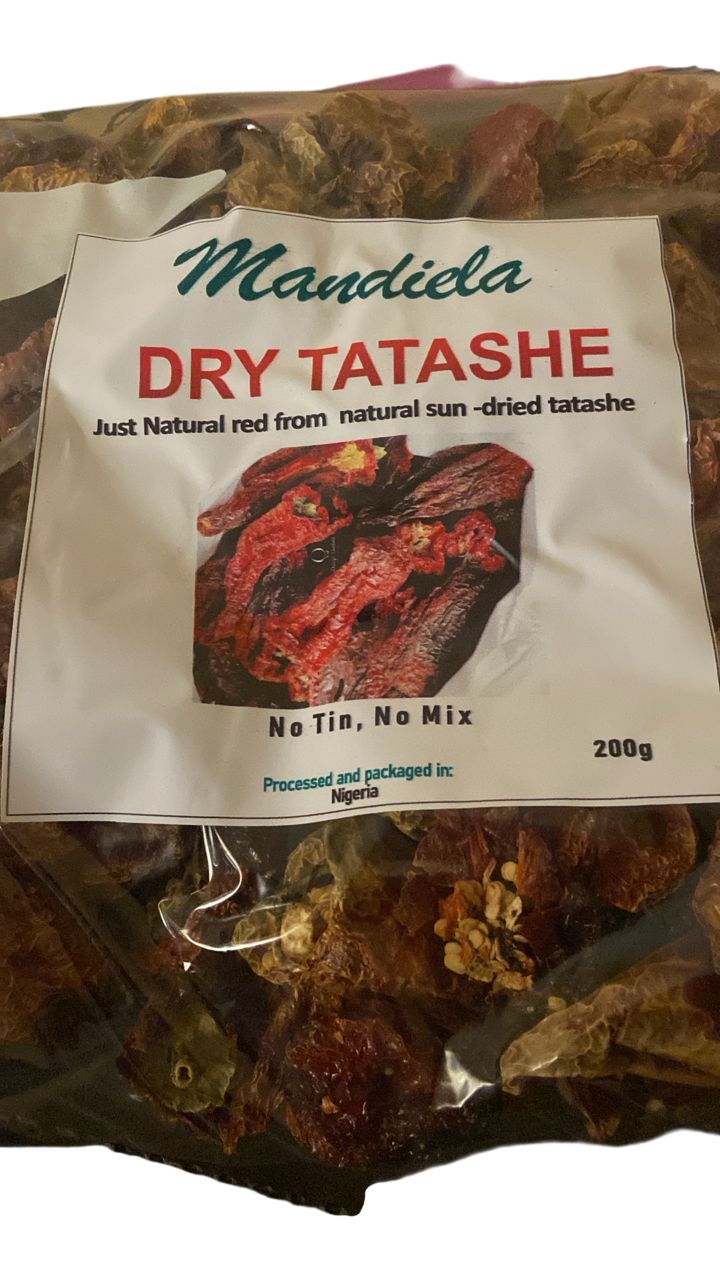 Mandiela
DRY TATASHE
Just Natural red from natural sun -dried tatashe
No Tin, No Mix
200g
Processed and packaged in:
Nigeria